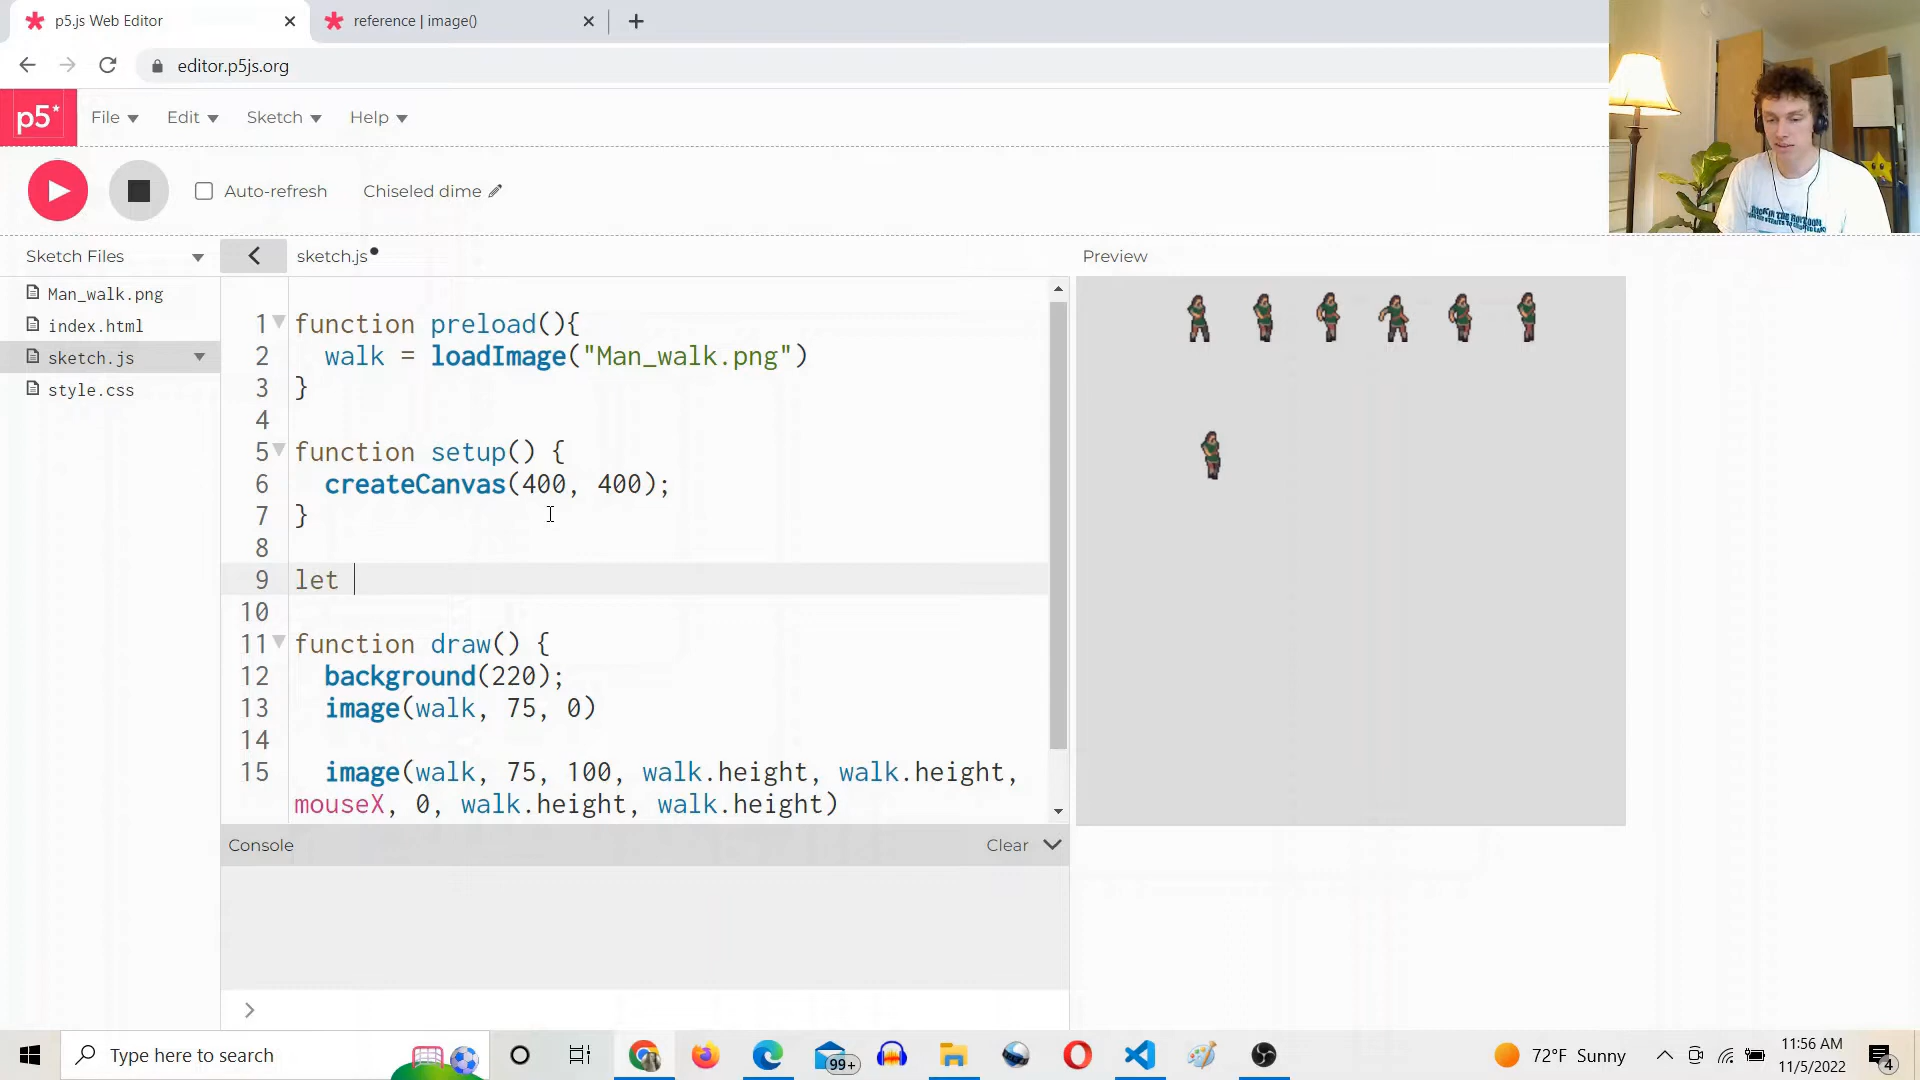 p5.js Web Editor
reference | image()
editor.p5js.org
p5*
File
Edit
Sketch
Help
Auto-refresh
Chiseled dime
Sketch Files
sketch.js
Preview
Man_walk.png
index.html
sketch.js
style.css
1 function preload(){
2 walk = loadImage("Man_walk.png")
3 }
4
5 function setup() {
6 createCanvas(400, 400);
7 }
8
9 let
10
11 function draw() {
12 background(220);
13 image(walk, 75, 0)
14
15 image(walk, 75, 100, walk.height, walk.height,
mouseX, 0, walk.height, walk.height)
Console
Clear
>
Type here to search
99+
72°F Sunny
11:56 AM
11/5/2022
4